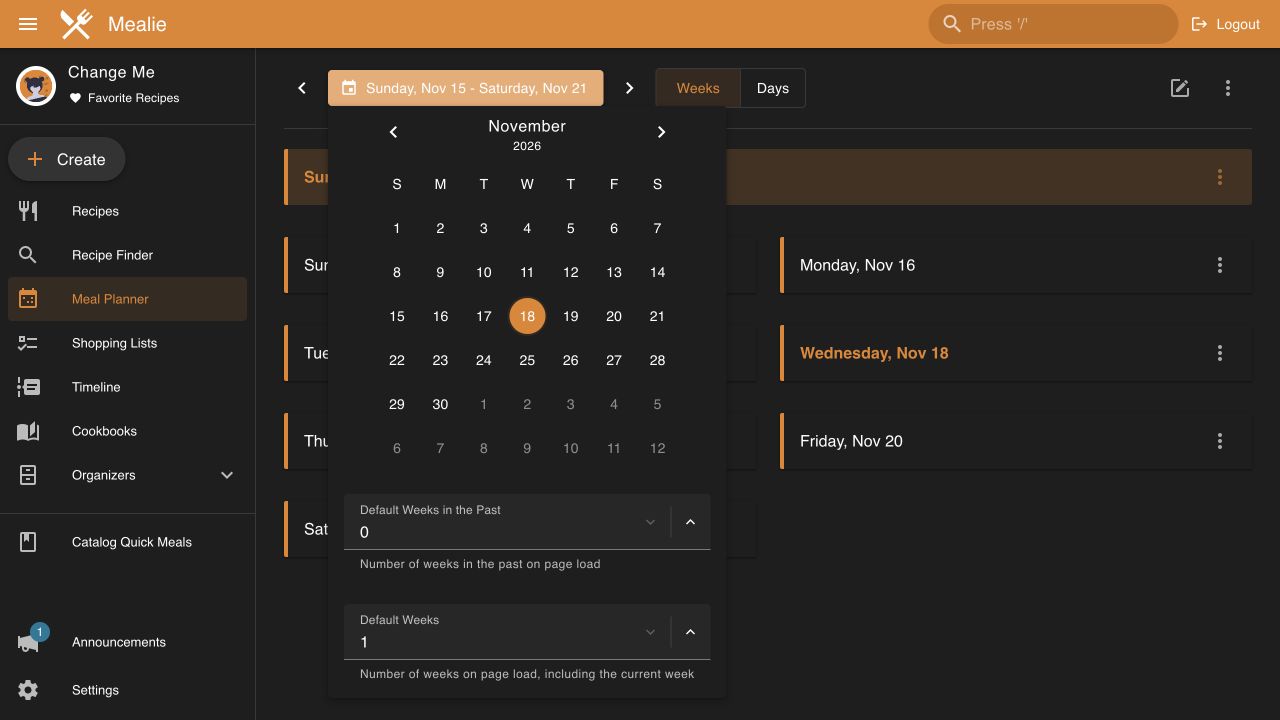 Mealie
Press '/'
Logout
Change Me
Favorite Recipes
Create
Recipes
Recipe Finder
Meal Planner
Shopping Lists
Timeline
Cookbooks
Organizers
Catalog Quick Meals
1
Announcements
Settings
Sunday, Nov 15 - Saturday, Nov 21
Weeks
Days
November
2026
S M T W T F S
1 2 3 4 5 6 7
8 9 10 11 12 13 14
15 16 17 18 19 20 21
22 23 24 25 26 27 28
29 30 1 2 3 4 5
6 7 8 9 10 11 12
Default Weeks in the Past
0
Number of weeks in the past on page load
Default Weeks
1
Number of weeks on page load, including the current week
Sun
Sun
Monday, Nov 16
Tue
Wednesday, Nov 18
Thu
Friday, Nov 20
Sat